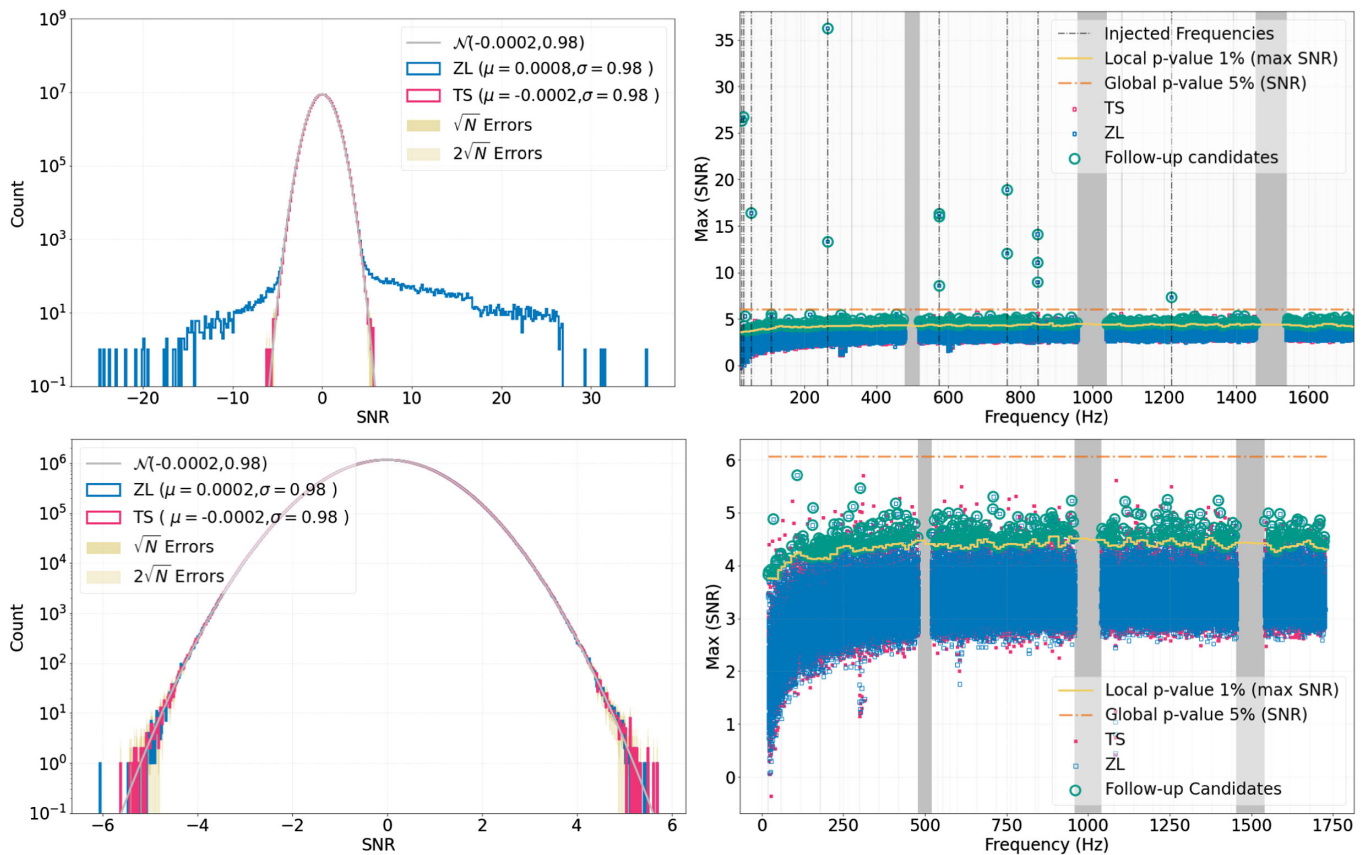 10⁹
10⁷
10⁵
10³
10¹
10⁻¹
Count
−20
−10
0
10
20
30
SNR
𝒩(-0.0002,0.98)
ZL (μ = 0.0008,σ = 0.98 )
TS (μ = -0.0002,σ = 0.98 )
√N Errors
2√N Errors
35
30
25
20
15
10
5
0
Max (SNR)
200
400
600
800
1000
1200
1400
1600
Frequency (Hz)
Injected Frequencies
Local p-value 1% (max SNR)
Global p-value 5% (SNR)
TS
ZL
Follow-up candidates
10⁶
10⁵
10⁴
10³
10²
10¹
10⁰
10⁻¹
Count
−6
−4
−2
0
2
4
6
SNR
𝒩(-0.0002,0.98)
ZL (μ = 0.0002,σ = 0.98 )
TS ( μ = -0.0002,σ = 0.98 )
√N Errors
2√N Errors
6
5
4
3
2
1
0
Max (SNR)
0
250
500
750
1000
1250
1500
1750
Frequency (Hz)
Local p-value 1% (max SNR)
Global p-value 5% (SNR)
TS
ZL
Follow-up Candidates